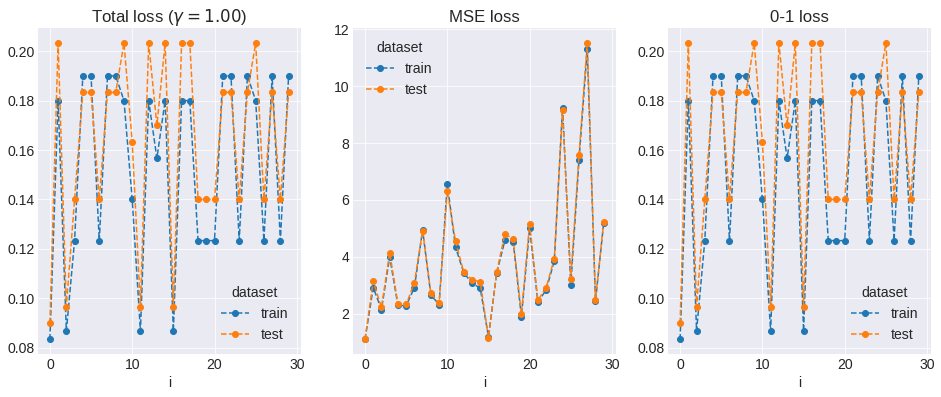 Total loss (γ = 1.00)
0.20
0.18
0.16
0.14
0.12
0.10
0.08
0
10
20
30
i
dataset
train
test
MSE loss
12
10
8
6
4
2
0
10
20
30
i
dataset
train
test
0-1 loss
0.20
0.18
0.16
0.14
0.12
0.10
0.08
0
10
20
30
i
dataset
train
test